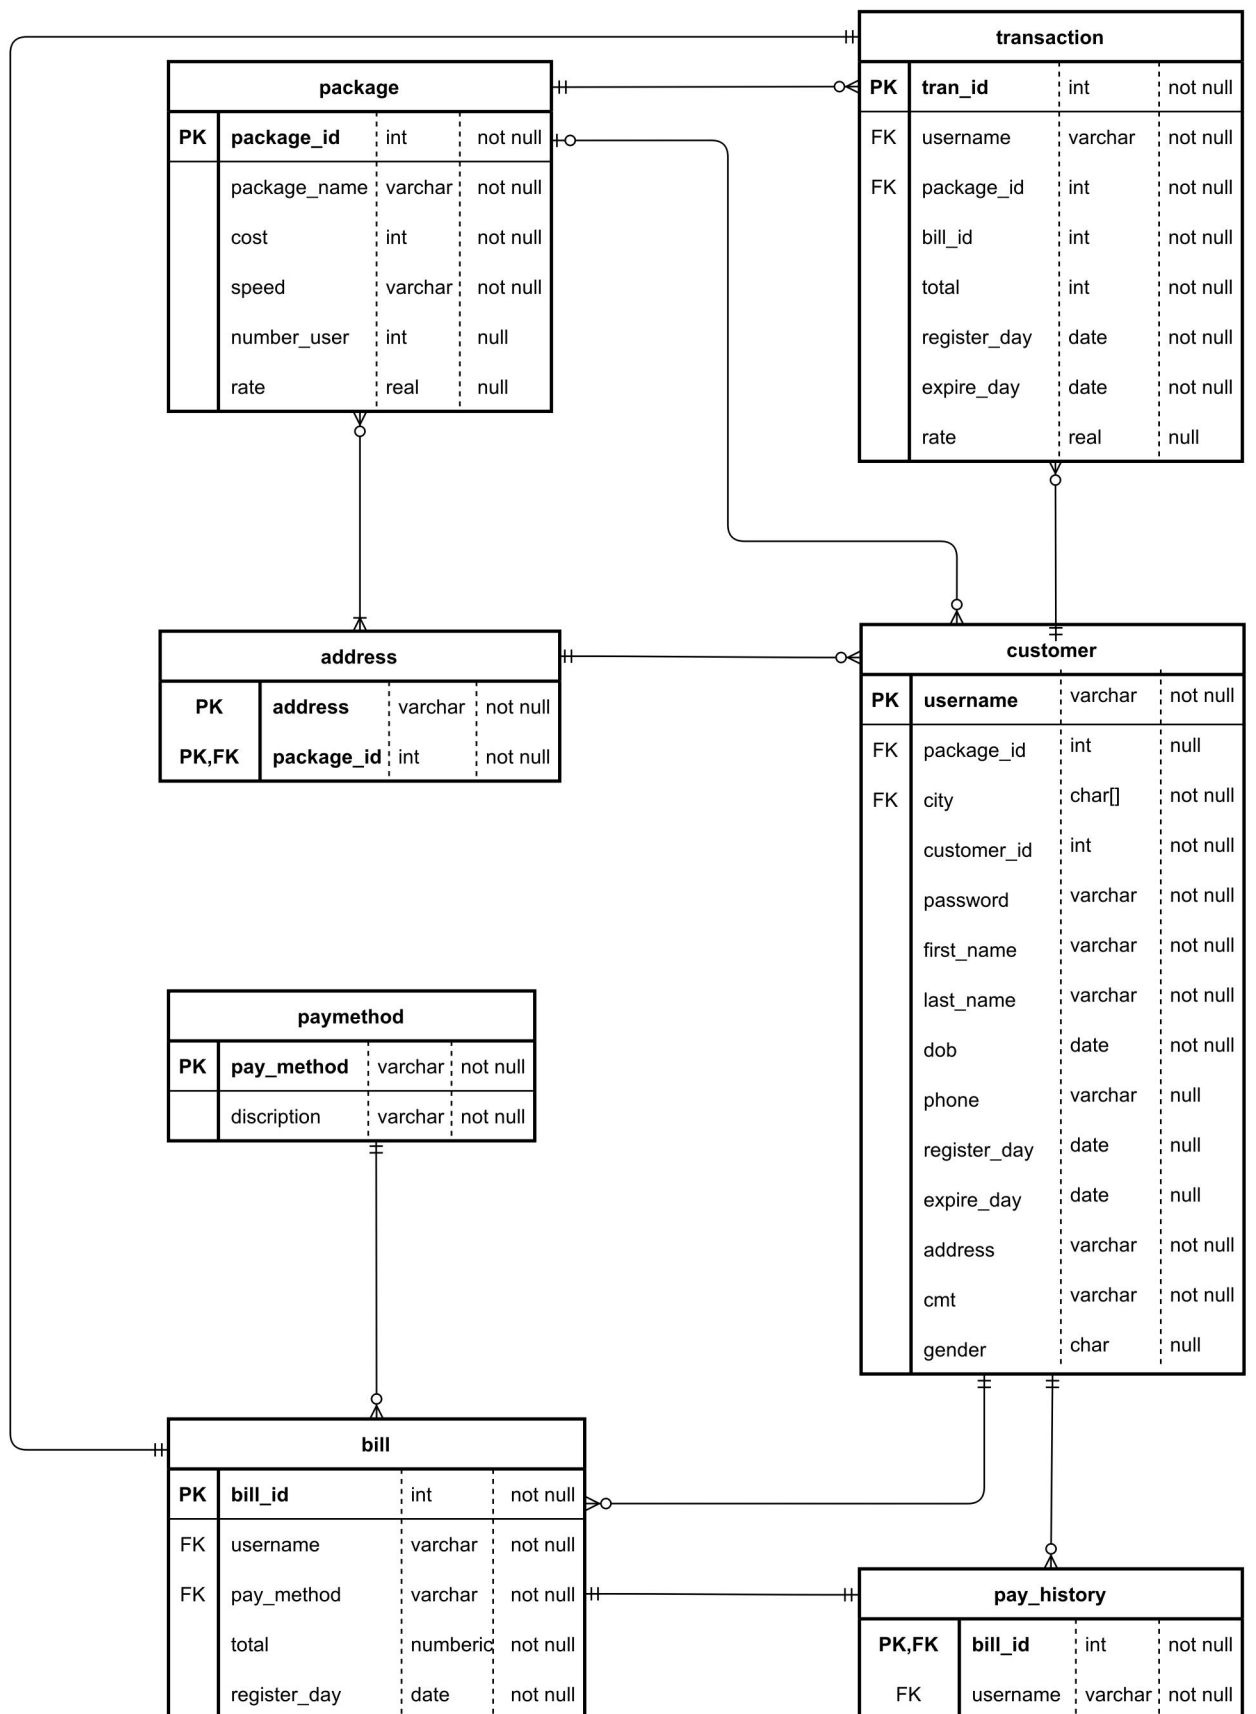 transaction
PK tran_id int not null
FK username varchar not null
FK package_id int not null
bill_id int not null
total int not null
register_day date not null
expire_day date not null
rate real null
package
PK package_id int not null
package_name varchar not null
cost int not null
speed varchar not null
number_user int null
rate real null
address
PK address varchar not null
PK,FK package_id int not null
customer
PK username varchar not null
FK package_id int null
FK city char[] not null
customer_id int not null
password varchar not null
first_name varchar not null
last_name varchar not null
dob date not null
phone varchar null
register_day date null
expire_day date null
address varchar not null
cmt varchar not null
gender char null
paymethod
PK pay_method varchar not null
discription varchar not null
bill
PK bill_id int not null
FK username varchar not null
FK pay_method varchar not null
total numberic not null
register_day date not null
pay_history
PK,FK bill_id int not null
FK username varchar not null